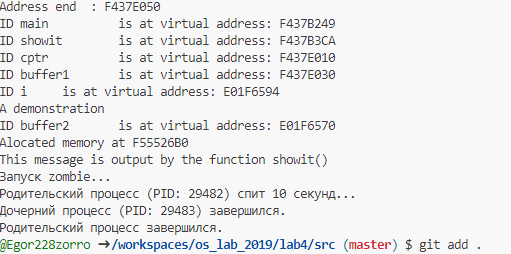 Address end  : F437E050
ID main         is at virtual address: F437B249
ID showit       is at virtual address: F437B3CA
ID cptr         is at virtual address: F437E010
ID buffer1      is at virtual address: F437E030
ID i    is at virtual address: E01F6594
A demonstration
ID buffer2      is at virtual address: E01F6570
Alocated memory at F55526B0
This message is output by the function showit()
Запуск zombie...
Родительский процесс (PID: 29482) спит 10 секунд...
Дочерний процесс (PID: 29483) завершился.
Родительский процесс завершился.
@Egor228zorro ➜/workspaces/os_lab_2019/lab4/src (master) $ git add .